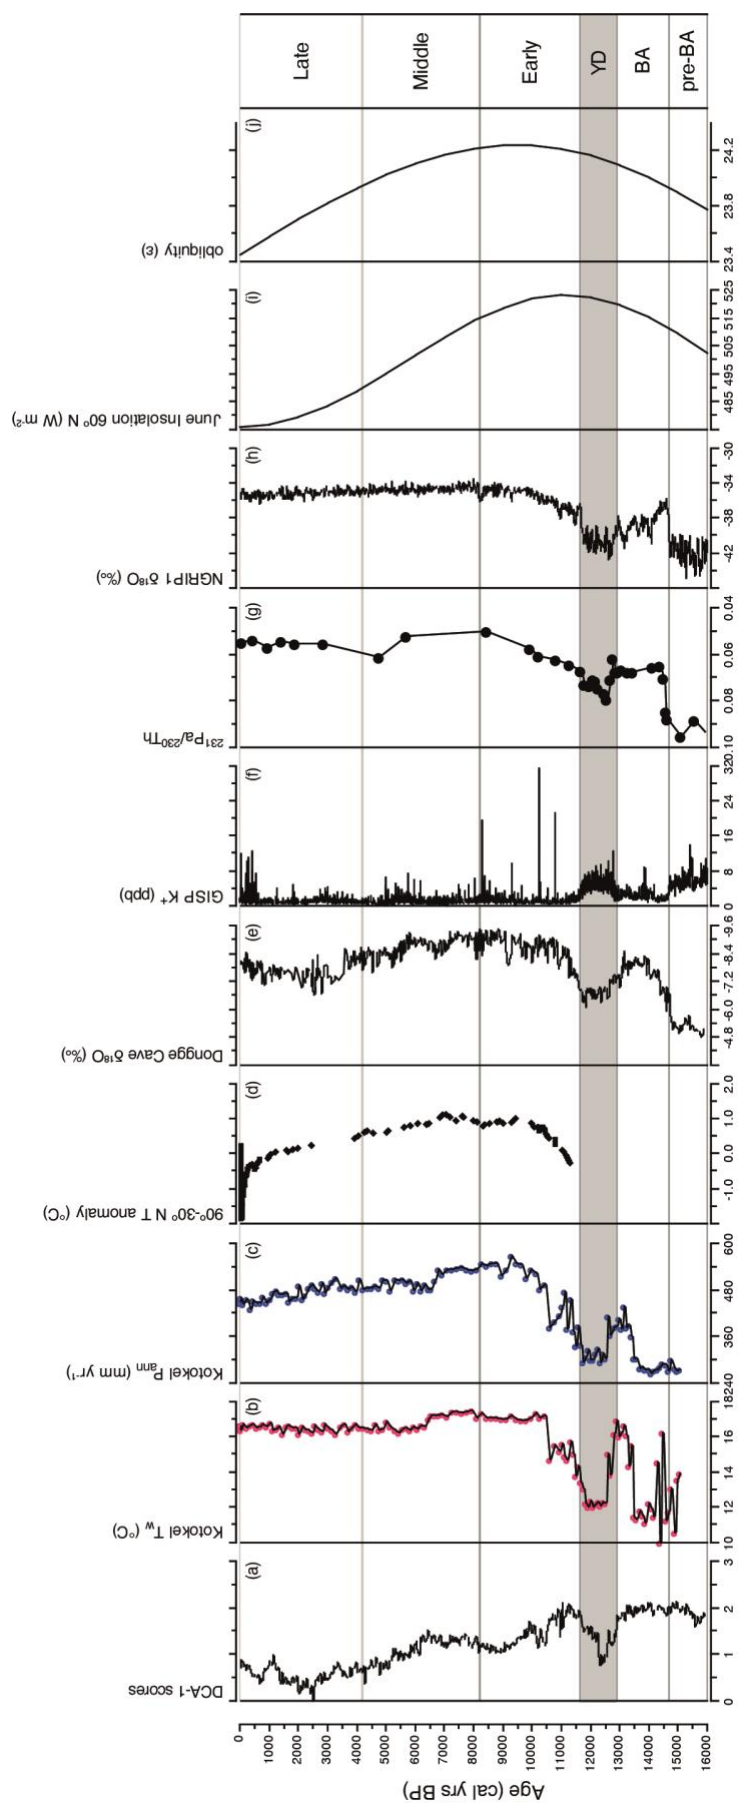 Late
Middle
Early
YD
BA
pre-BA
(j)
obliquity (ε)
23.4
23.8
24.2
(i)
June Insolation 60° N (W m⁻²)
485
495
505
515
525
(h)
NGRIP1 δ¹⁸O (‰)
-42
-38
-34
-30
(g)
²³¹Pa/²³⁰Th
0.10
0.08
0.06
0.04
(f)
GISP K⁺ (ppb)
0
8
16
24
32
(e)
Dongge Cave δ¹⁸O (‰)
-4.8
-6.0
-7.2
-8.4
-9.6
(d)
90°-30° N T anomaly (°C)
-1.0
0.0
1.0
2.0
(c)
Kotokel Pann (mm yr⁻¹)
240
360
480
600
(b)
Kotokel Tw (°C)
10
12
14
16
18
(a)
DCA-1 scores
0
1
2
3
0
1000
2000
3000
4000
5000
6000
7000
8000
9000
10000
11000
12000
13000
14000
15000
16000
Age (cal yrs BP)